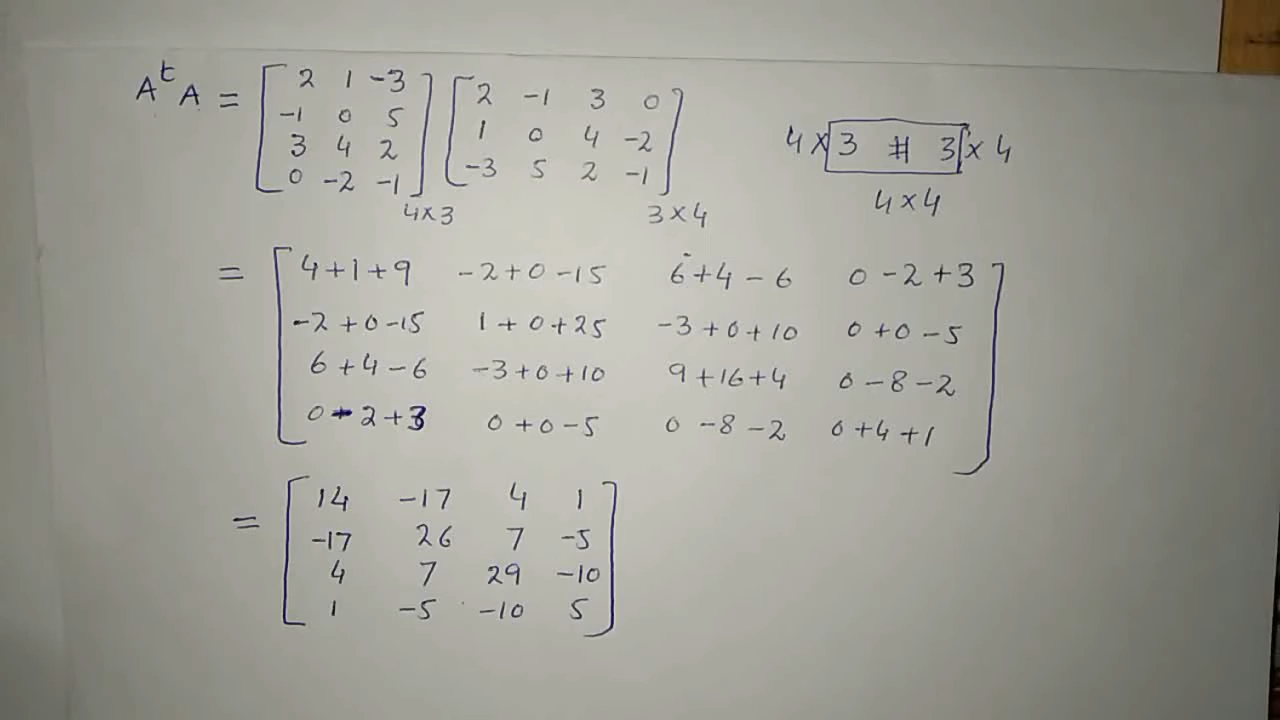 AᵗA = [ 2 1 -3 ] [ 2 -1 3 0 ]
-1 0 5 1 0 4 -2
3 4 2 -3 5 2 -1
0 -2 -1
4×3 3×4
4×3 # 3×4
4×4
= [ 4+1+9 -2+0-15 6+4-6 0-2+3
-2+0-15 1+0+25 -3+0+10 0+0-5
6+4-6 -3+0+10 9+16+4 0-8-2
0-2+3 0+0-5 0-8-2 0+4+1 ]
= [ 14 -17 4 1
-17 26 7 -5
4 7 29 -10
1 -5 -10 5 ]